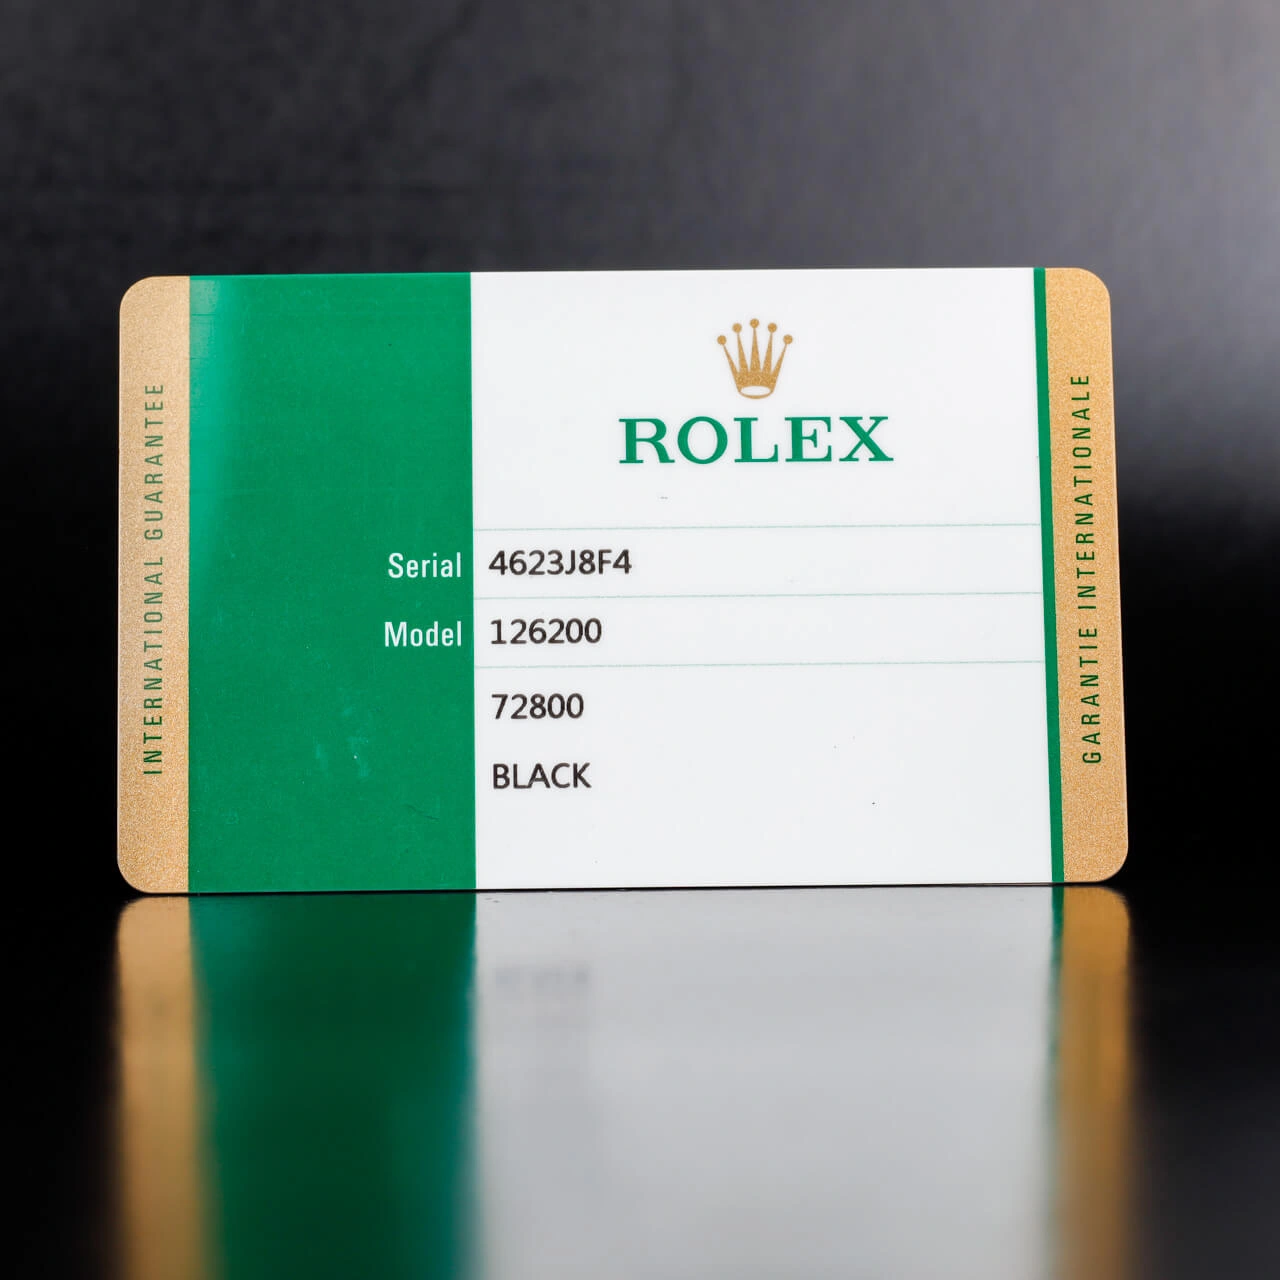 INTERNATIONAL GUARANTEE
ROLEX
Serial 4623J8F4
Model 126200
72800
BLACK
GARANTIE INTERNATIONALE